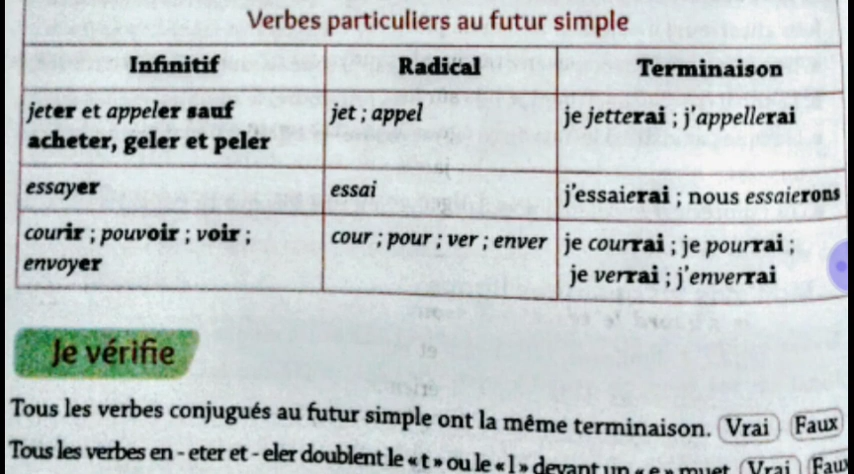 Verbes particuliers au futur simple
Infinitif Radical Terminaison
jeter et appeler sauf jet ; appel je jetterai ; j'appellerai
acheter, geler et peler
essayer essai j'essaierai ; nous essaierons
courir ; pouvoir ; voir ; cour ; pour ; ver ; enver je courrai ; je pourrai ;
envoyer je verrai ; j'enverrai
Je vérifie
Tous les verbes conjugués au futur simple ont la même terminaison. Vrai Faux
Tous les verbes en - eter et - eler doublent le « t » ou le « l » devant un « e » muet. Vrai Faux